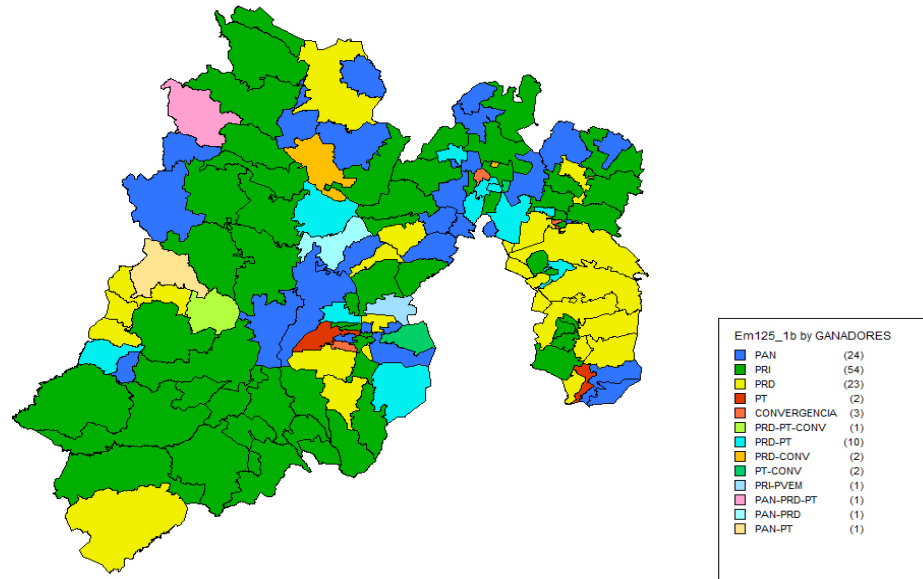 Em125_1b by GANADORES
PAN (24)
PRI (54)
PRD (23)
PT (2)
CONVERGENCIA (3)
PRD-PT-CONV (1)
PRD-PT (10)
PRD-CONV (2)
PT-CONV (2)
PRI-PVEM (1)
PAN-PRD-PT (1)
PAN-PRD (1)
PAN-PT (1)